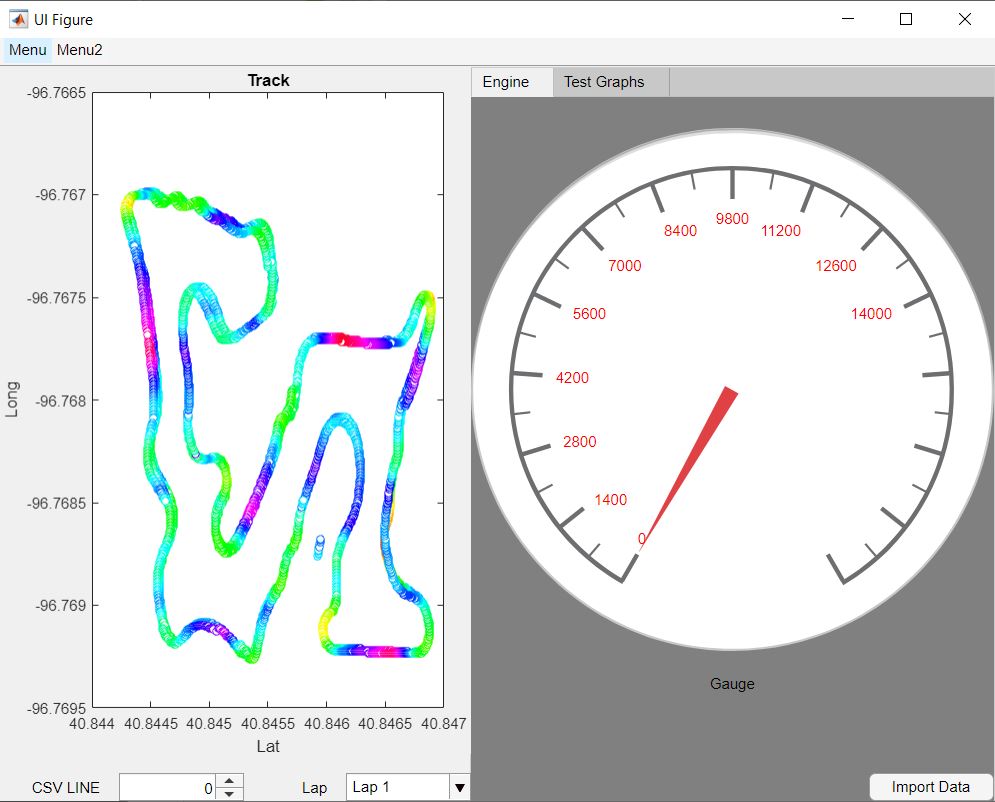 UI Figure
Menu Menu2
Track
-96.7665
-96.767
-96.7675
-96.768
-96.7685
-96.769
-96.7695
Long
40.844 40.8445 40.845 40.8455 40.846 40.8465 40.847
Lat
CSV LINE 0 Lap Lap 1
Engine Test Graphs
0
1400
2800
4200
5600
7000
8400
9800
11200
12600
14000
Gauge
Import Data